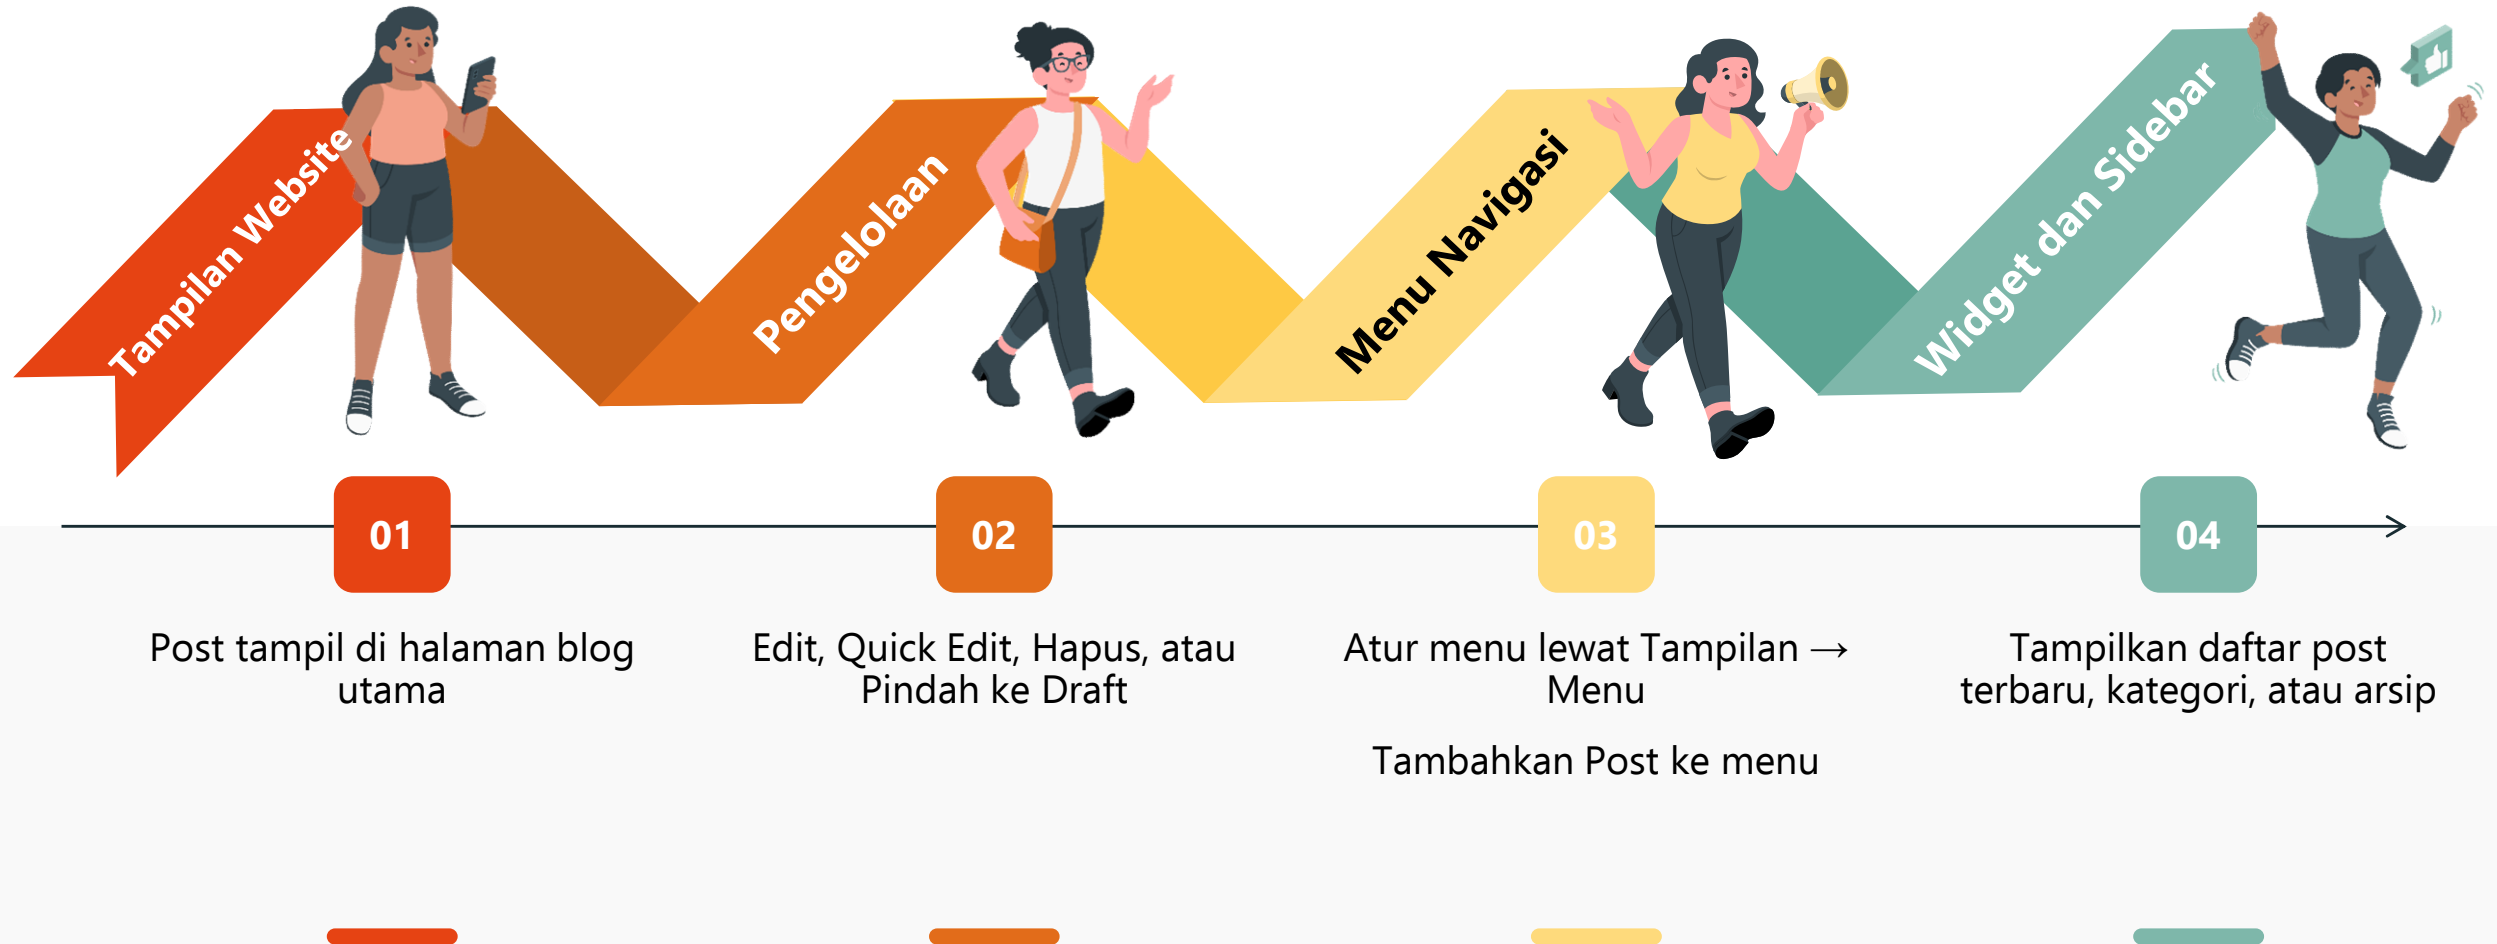 Tampilan Website
Pengelolaan
Menu Navigasi
Widget dan Sidebar
01
02
03
04
Post tampil di halaman blog
utama
Edit, Quick Edit, Hapus, atau
Pindah ke Draft
Atur menu lewat Tampilan →
Menu
Tambahkan Post ke menu
Tampilkan daftar post
terbaru, kategori, atau arsip